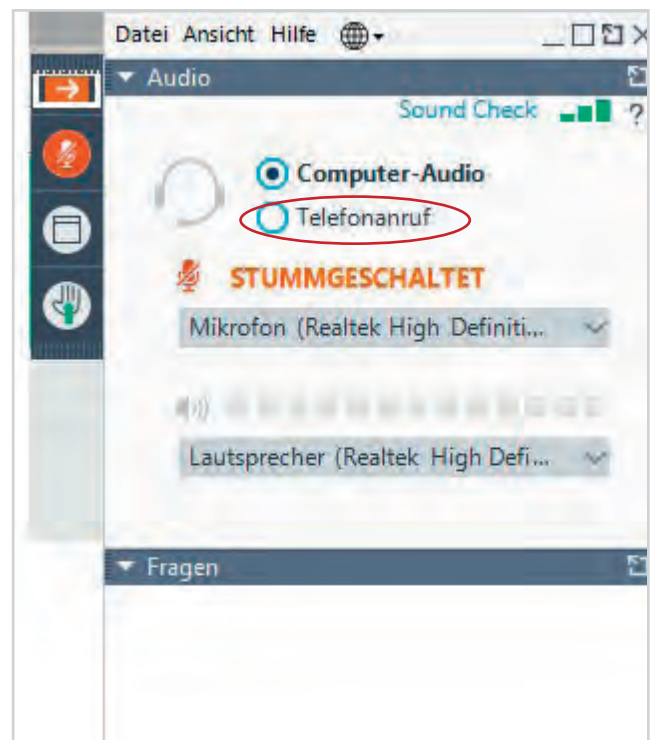 Datei Ansicht Hilfe
Audio
Sound Check ?
Computer-Audio
Telefonanruf
STUMMGESCHALTET
Mikrofon (Realtek High Definiti...
Lautsprecher (Realtek High Defi...
Fragen